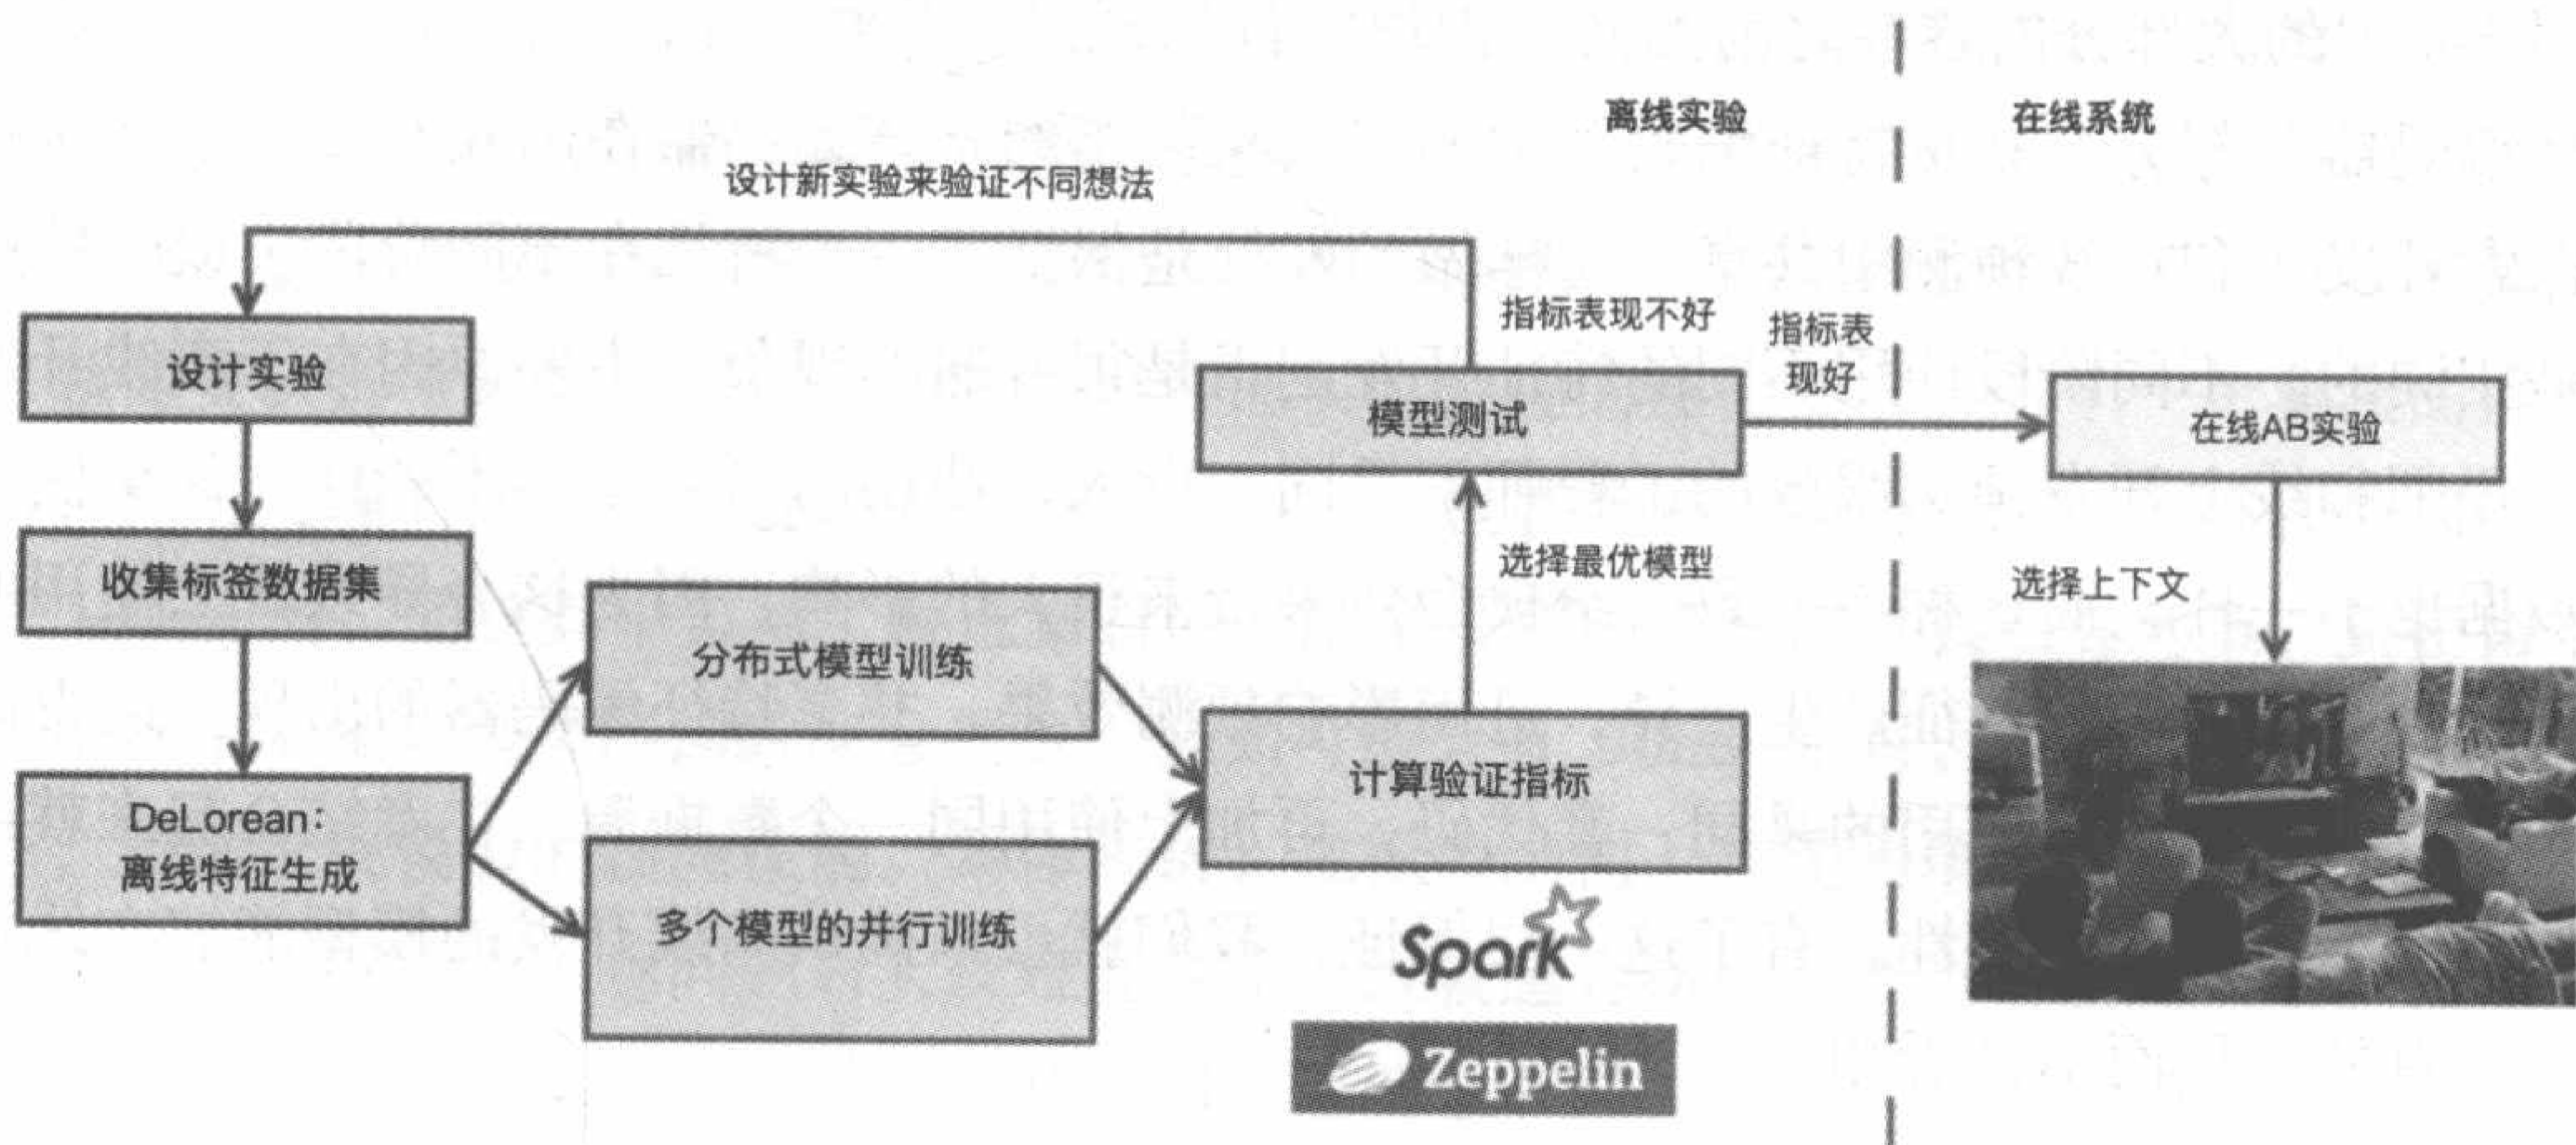 离线实验
在线系统
设计新实验来验证不同想法
指标表现不好
指标表
现好
设计实验
模型测试
在线AB实验
收集标签数据集
选择最优模型
选择上下文
分布式模型训练
计算验证指标
DeLorean：
离线特征生成
多个模型的并行训练
Spark
Zeppelin